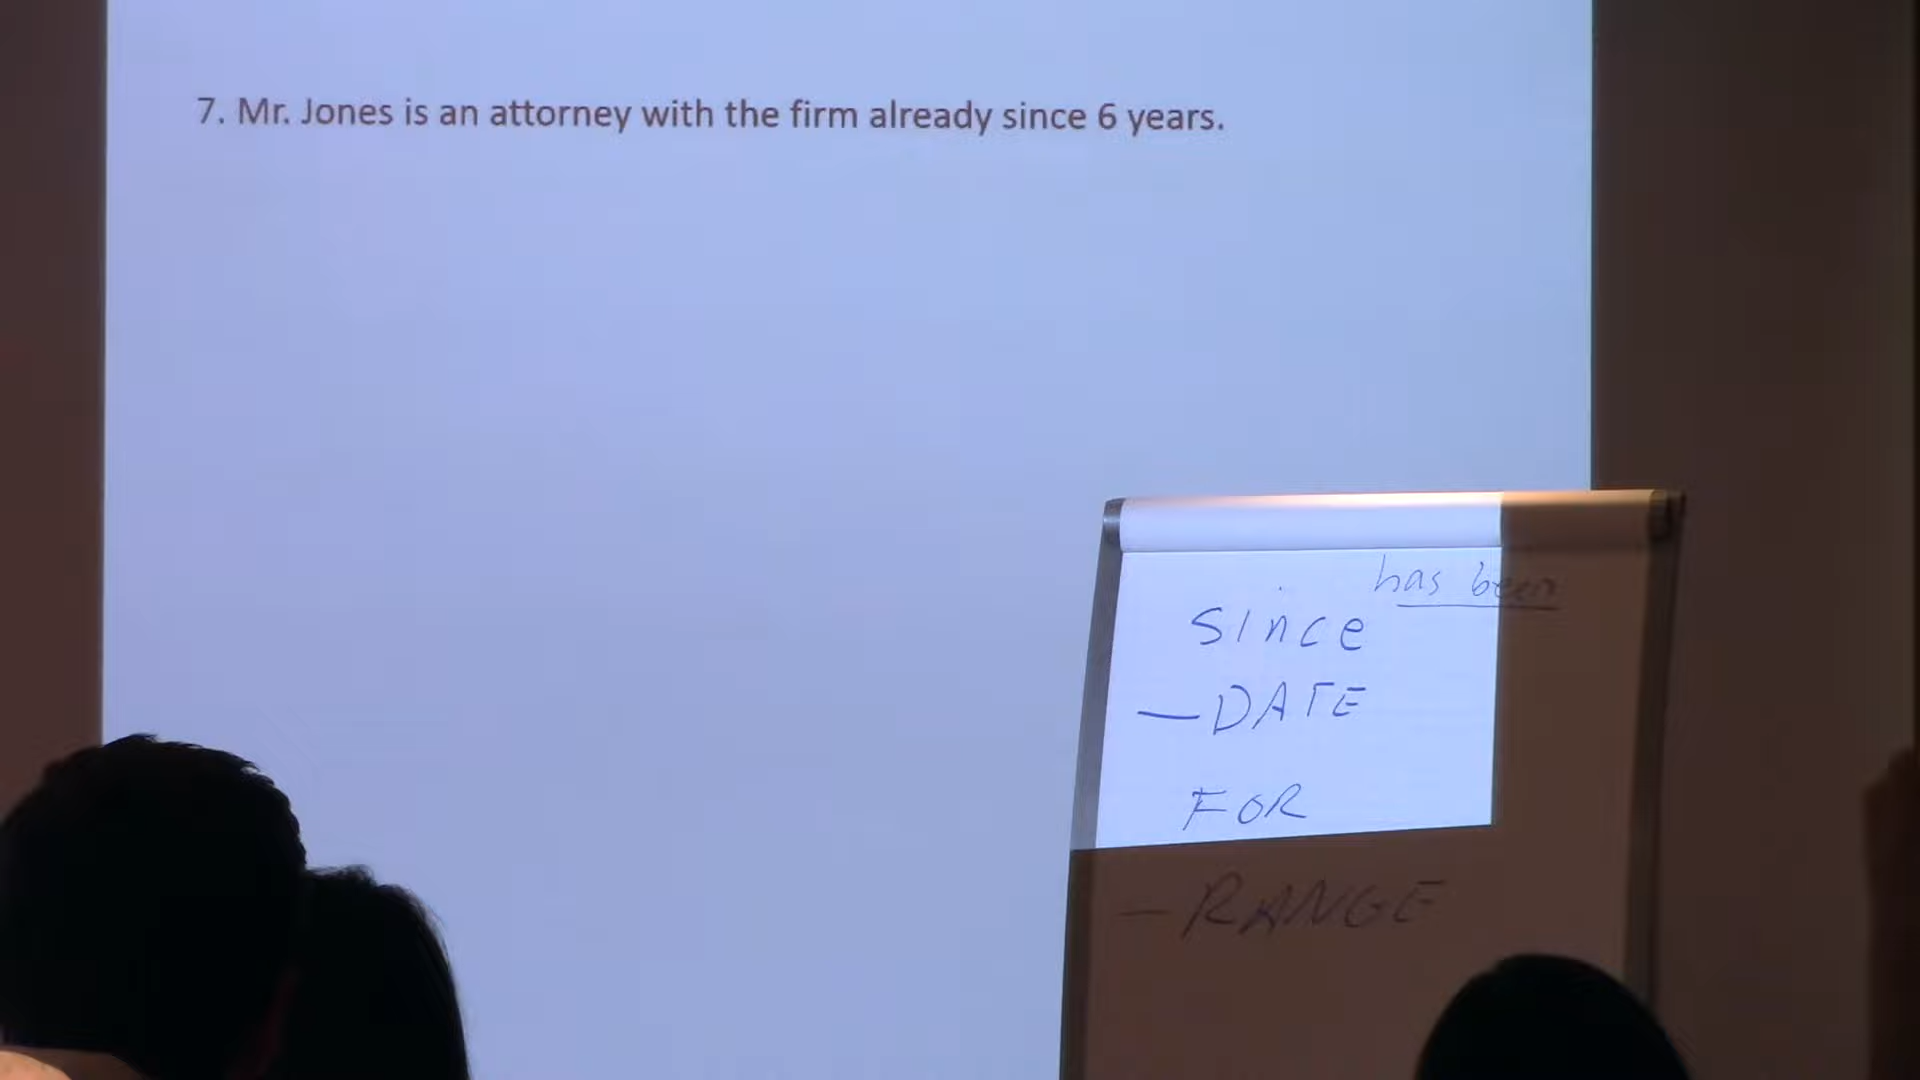 7. Mr. Jones is an attorney with the firm already since 6 years.
has been
since
— DATE
FOR
— RANGE